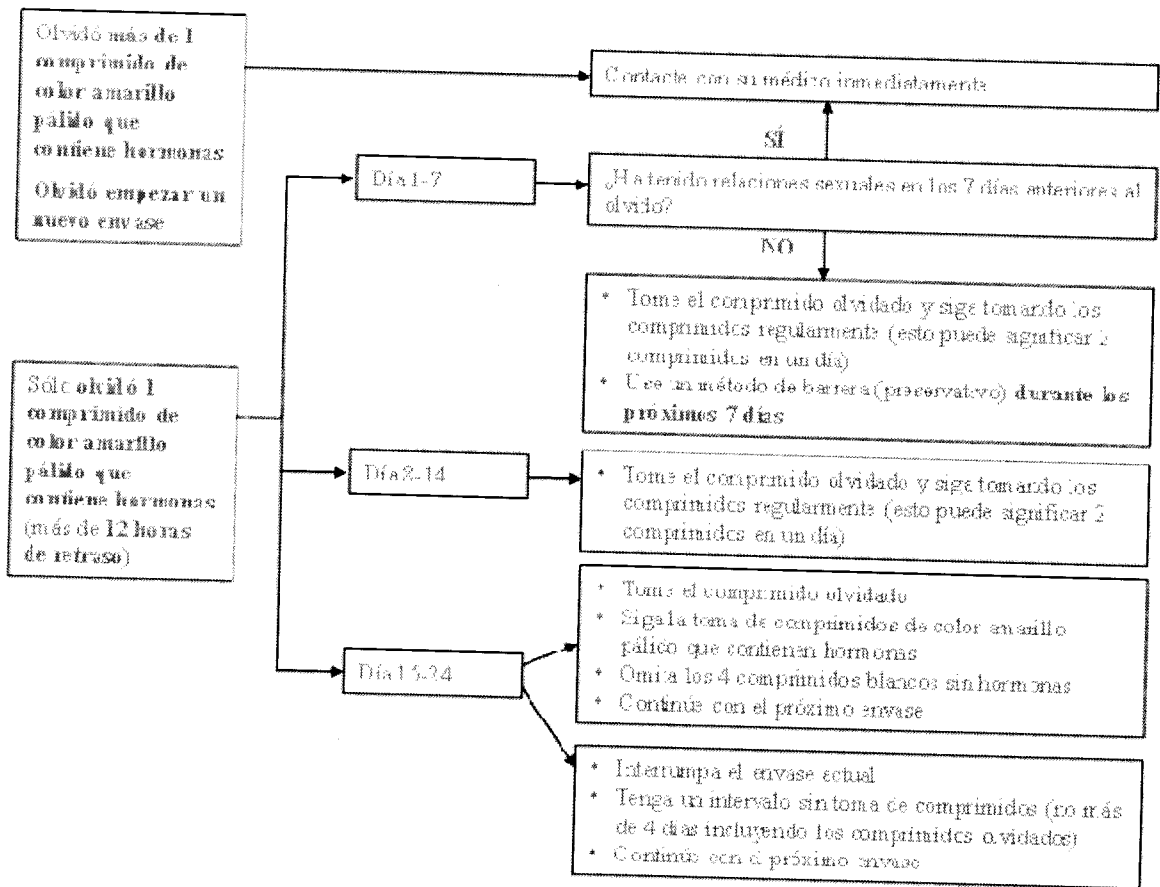 Olvidó más de 1
comprimido de
color amarillo
pálido que
contiene hormonas
Olvidó empezar un
nuevo envase
Contacte con su médico inmediatamente
SÍ
Día 1-7
¿Ha tenido relaciones sexuales en los 7 días anteriores al
olvido?
NO
* Tome el comprimido olvidado y siga tomando los
comprimidos regularmente (esto puede significar 2
comprimidos en un día)
* Use un método de barrera (preservativo) durante los
próximos 7 días
Sólo olvidó 1
comprimido de
color amarillo
pálido que
contiene hormonas
(más de 12 horas
de retraso)
Día 8-14
* Tome el comprimido olvidado y siga tomando los
comprimidos regularmente (esto puede significar 2
comprimidos en un día)
Día 15-24
* Tome el comprimido olvidado
* Siga la toma de comprimidos de color amarillo
pálido que contienen hormonas
* Omita los 4 comprimidos blancos sin hormonas
* Continúe con el próximo envase
* Interrumpa el envase actual
* Tenga un intervalo sin toma de comprimidos (no más
de 4 días incluyendo los comprimidos olvidados)
* Continúe con el próximo envase